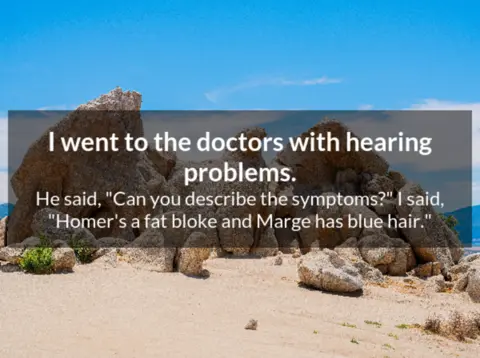 I went to the doctors with hearing
problems.
He said, "Can you describe the symptoms?" I said,
"Homer's a fat bloke and Marge has blue hair."